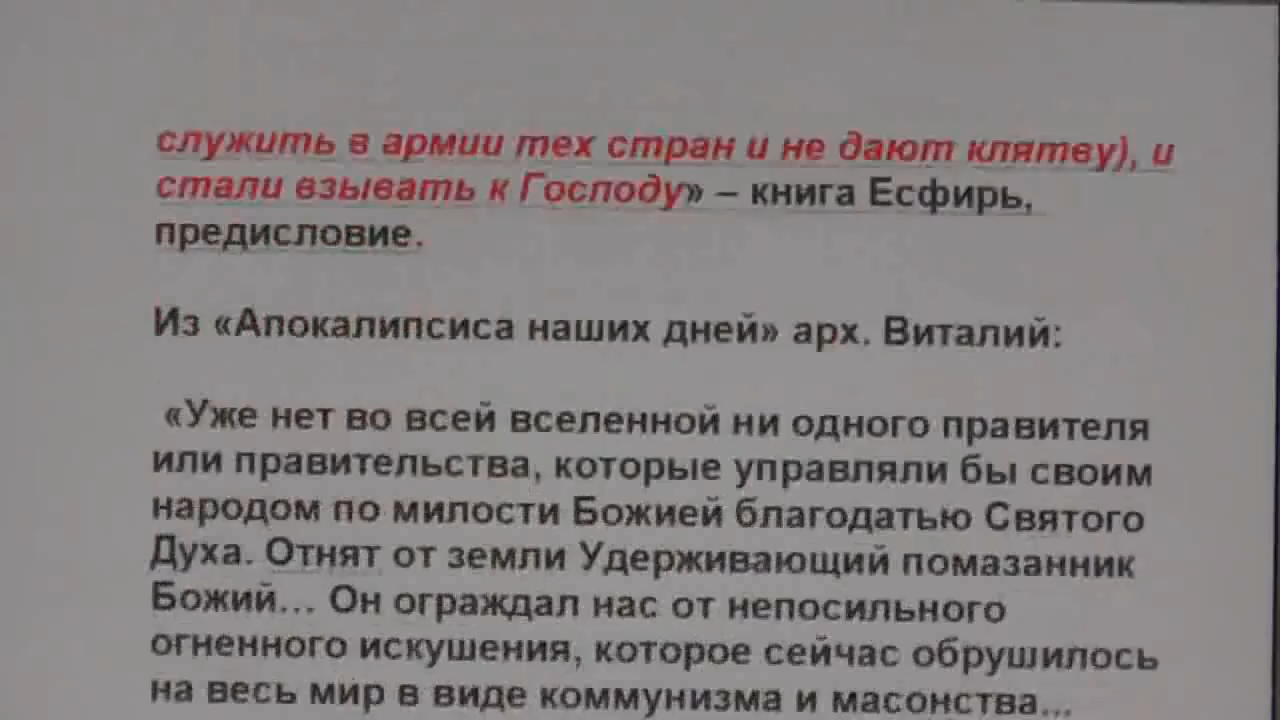 служить в армии тех стран и не дают клятву), и
стали взывать к Господу» – книга Есфирь,
предисловие.
Из «Апокалипсиса наших дней» арх. Виталий:
«Уже нет во всей вселенной ни одного правителя
или правительства, которые управляли бы своим
народом по милости Божией благодатью Святого
Духа. Отнят от земли Удерживающий помазанник
Божий... Он ограждал нас от непосильного
огненного искушения, которое сейчас обрушилось
на весь мир в виде коммунизма и масонства...